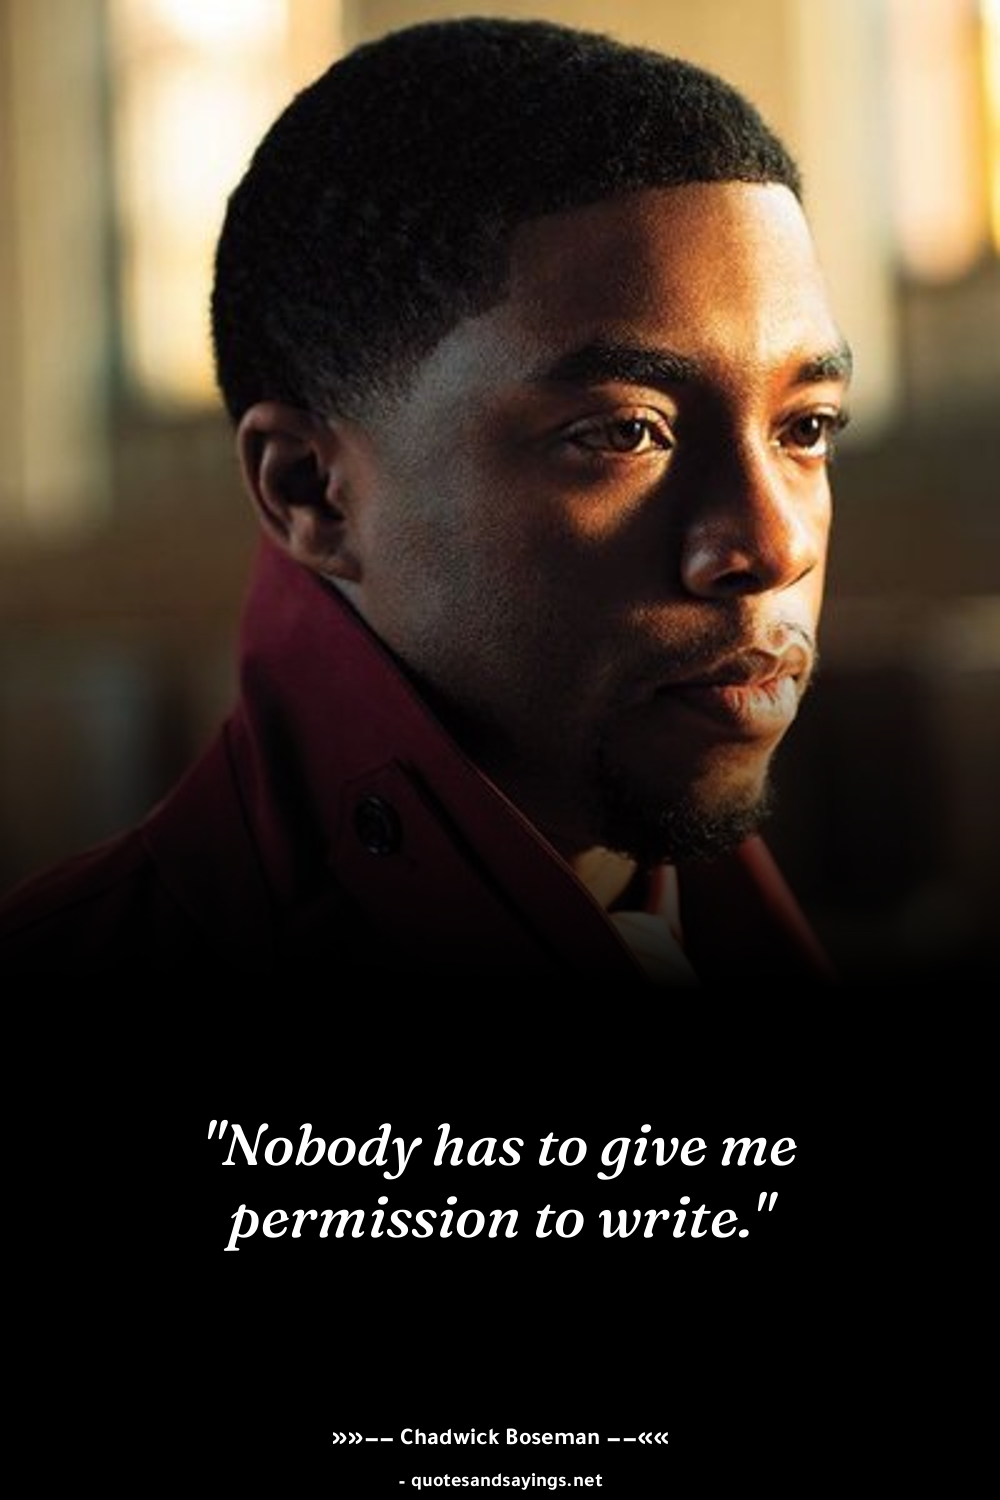 "Nobody has to give me
permission to write."
»»–– Chadwick Boseman ––««
- quotesandsayings.net